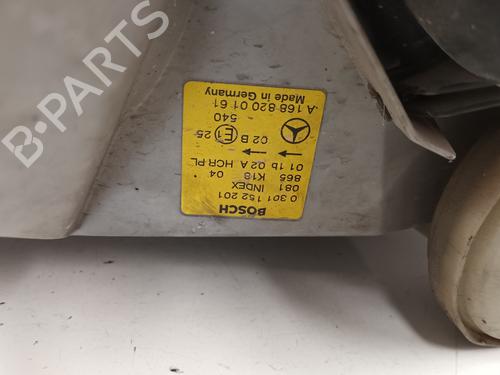 BOSCH
0 301 152 201
081 INDEX
865 K18 04
01 1b 02 A HCR PL
02 B E1 25
540
A 168 820 01 61
Made in Germany
B-PARTS